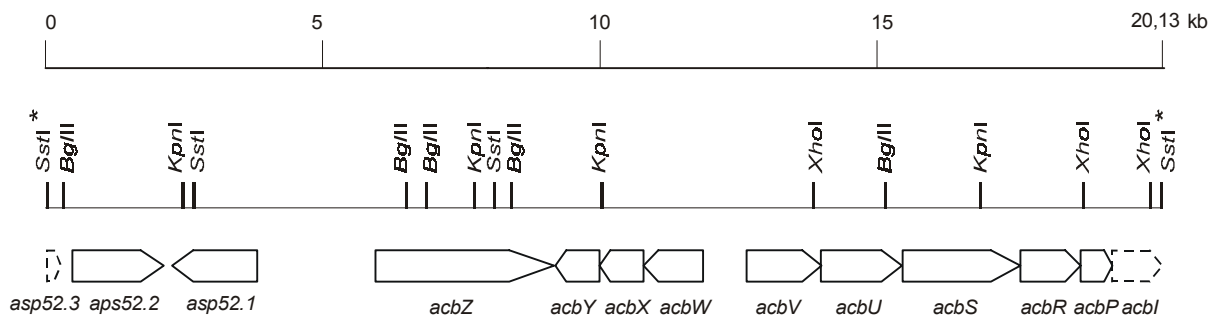 0 5 10 15 20,13 kb
SstI* BglII KpnI SstI BglII BglII KpnI SstI BglII KpnI XhoI BglII KpnI XhoI XhoI SstI*
asp52.3 aps52.2 asp52.1 acbZ acbY acbX acbW acbV acbU acbS acbR acbP acbI